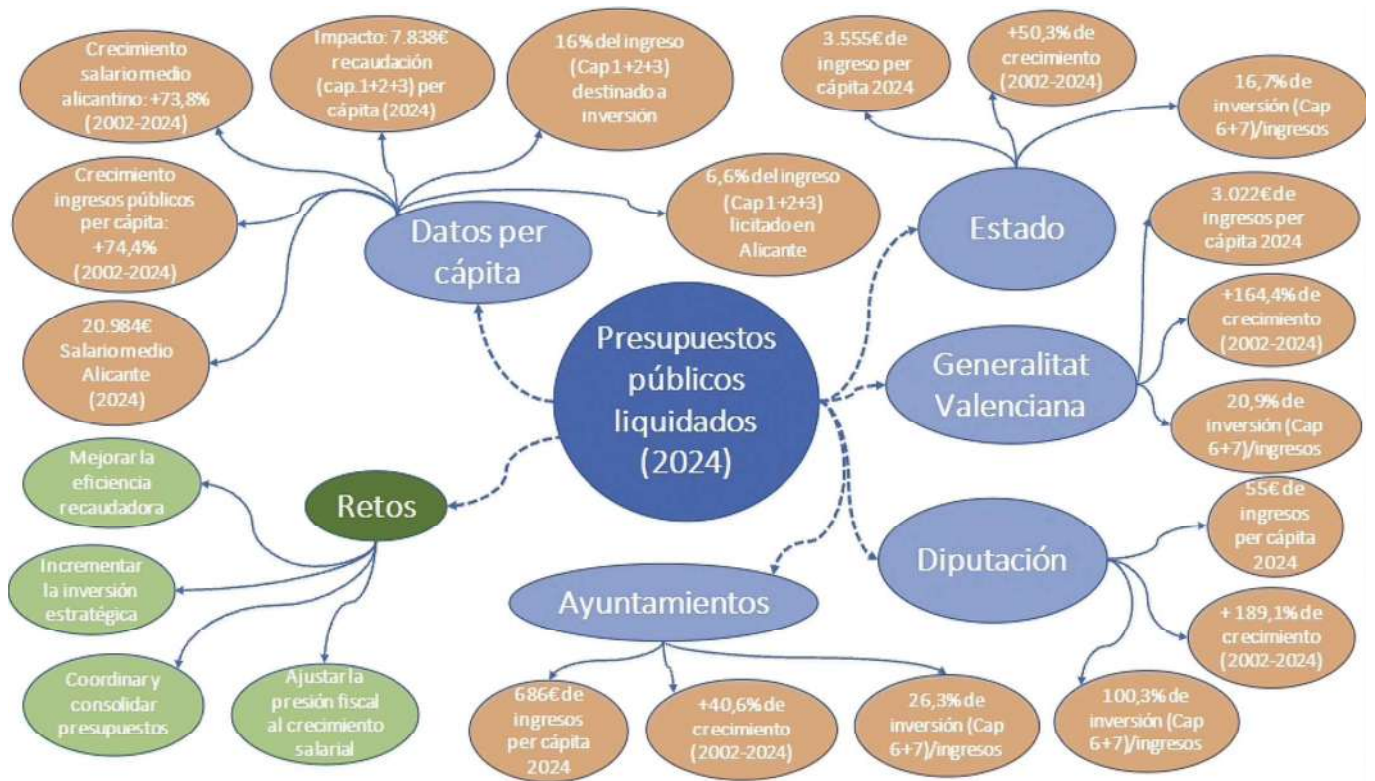 Crecimiento
salario medio
alicantino: +73,8%
(2002-2024)
Impacto: 7.838€
recaudación
(cap.1+2+3) per
cápita (2024)
16% del ingreso
(Cap 1+2+3)
destinado a
inversión
3.555€ de
ingreso per
cápita 2024
+50,3% de
crecimiento
(2002-2024)
16,7% de
inversión (Cap
6+7)/ingresos
Crecimiento
ingresos públicos
per cápita:
+74,4%
(2002-2024)
Datos per
cápita
6,6% del ingreso
(Cap 1+2+3)
licitado en
Alicante
Estado
3.022€ de
ingresos per
cápita 2024
20.984€
Salario medio
Alicante
(2024)
Presupuestos
públicos
liquidados
(2024)
Generalitat
Valenciana
+164,4% de
crecimiento
(2002-2024)
20,9% de
inversión (Cap
6+7)/ingresos
Mejorar la
eficiencia
recaudadora
Retos
Incrementar
la inversión
estratégica
Coordinar y
consolidar
presupuestos
Ajustar la
presión fiscal
al crecimiento
salarial
Ayuntamientos
686€ de
ingresos
per cápita
2024
+40,6% de
crecimiento
(2002-2024)
26,3% de
inversión (Cap
6+7)/ingresos
Diputación
55€ de
ingresos
per cápita
2024
+ 189,1% de
crecimiento
(2002-2024)
100,3% de
inversión (Cap
6+7)/ingresos